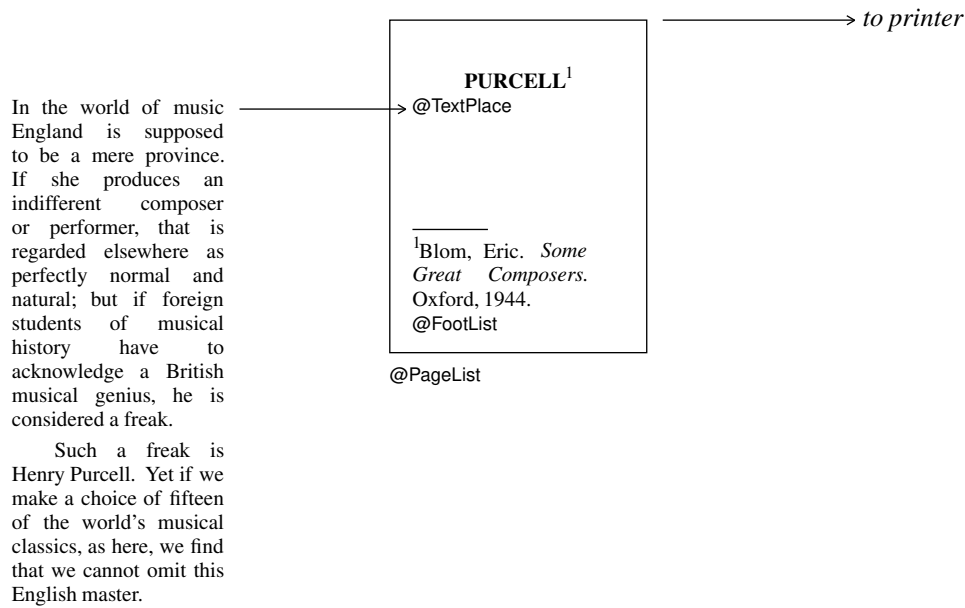 to printer
PURCELL1
@TextPlace
In the world of music
England is supposed
to be a mere province.
If she produces an
indifferent composer
or performer, that is
regarded elsewhere as
perfectly normal and
natural; but if foreign
students of musical
history have to
acknowledge a British
musical genius, he is
considered a freak.
Such a freak is
Henry Purcell. Yet if we
make a choice of fifteen
of the world's musical
classics, as here, we find
that we cannot omit this
English master.
1Blom, Eric. Some
Great Composers.
Oxford, 1944.
@FootList
@PageList